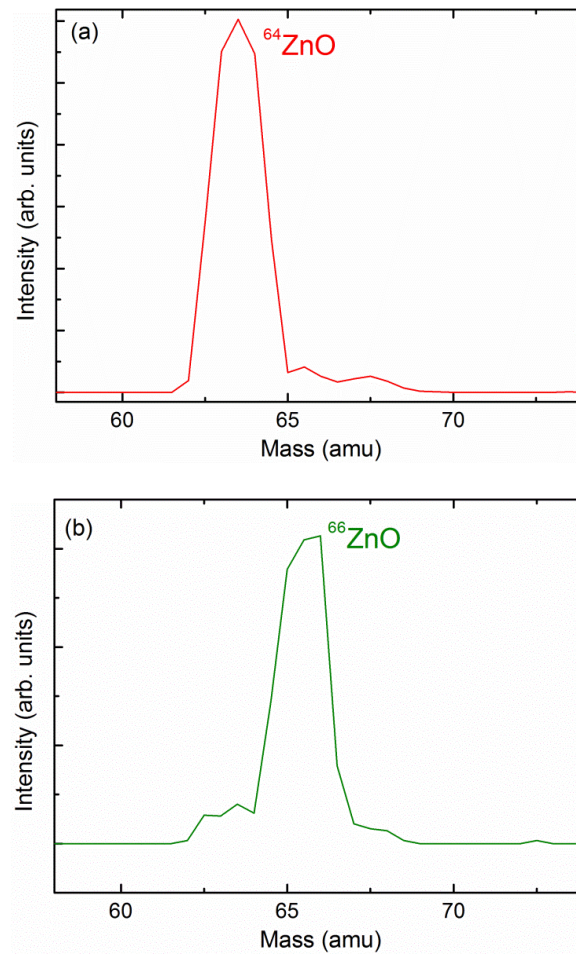 (a)
⁶⁴ZnO
Intensity (arb. units)
60 65 70
Mass (amu)
(b)
⁶⁶ZnO
Intensity (arb. units)
60 65 70
Mass (amu)